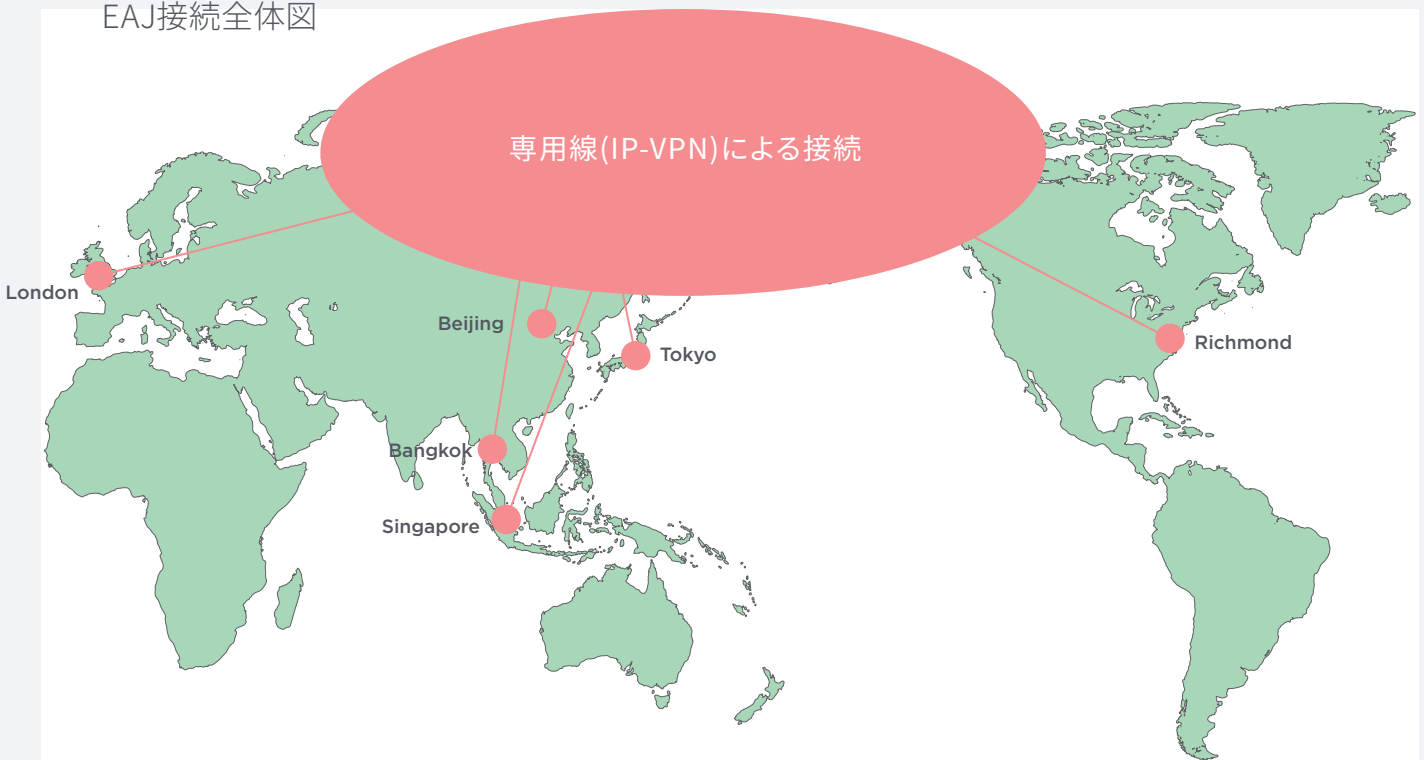 EAJ接続全体図
専用線(IP-VPN)による接続
London
Beijing
Tokyo
Richmond
Bangkok
Singapore